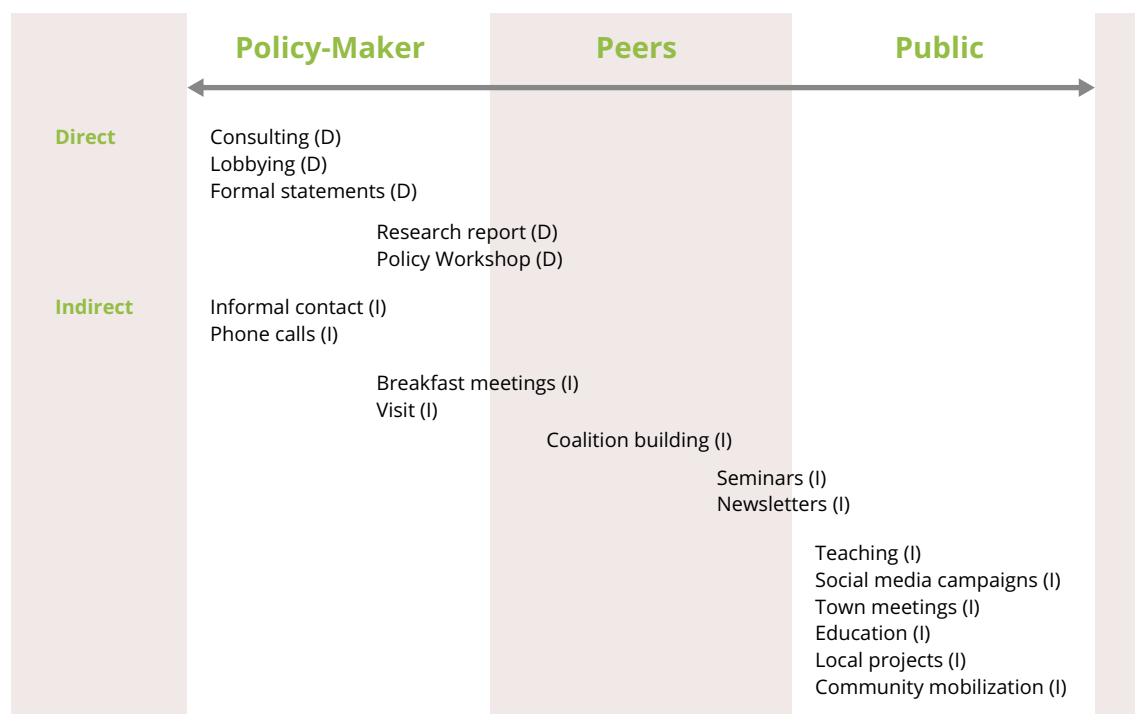 Policy-Maker Peers Public
Direct Consulting (D)
Lobbying (D)
Formal statements (D)
Research report (D)
Policy Workshop (D)
Indirect Informal contact (I)
Phone calls (I)
Breakfast meetings (I)
Visit (I)
Coalition building (I)
Seminars (I)
Newsletters (I)
Teaching (I)
Social media campaigns (I)
Town meetings (I)
Education (I)
Local projects (I)
Community mobilization (I)